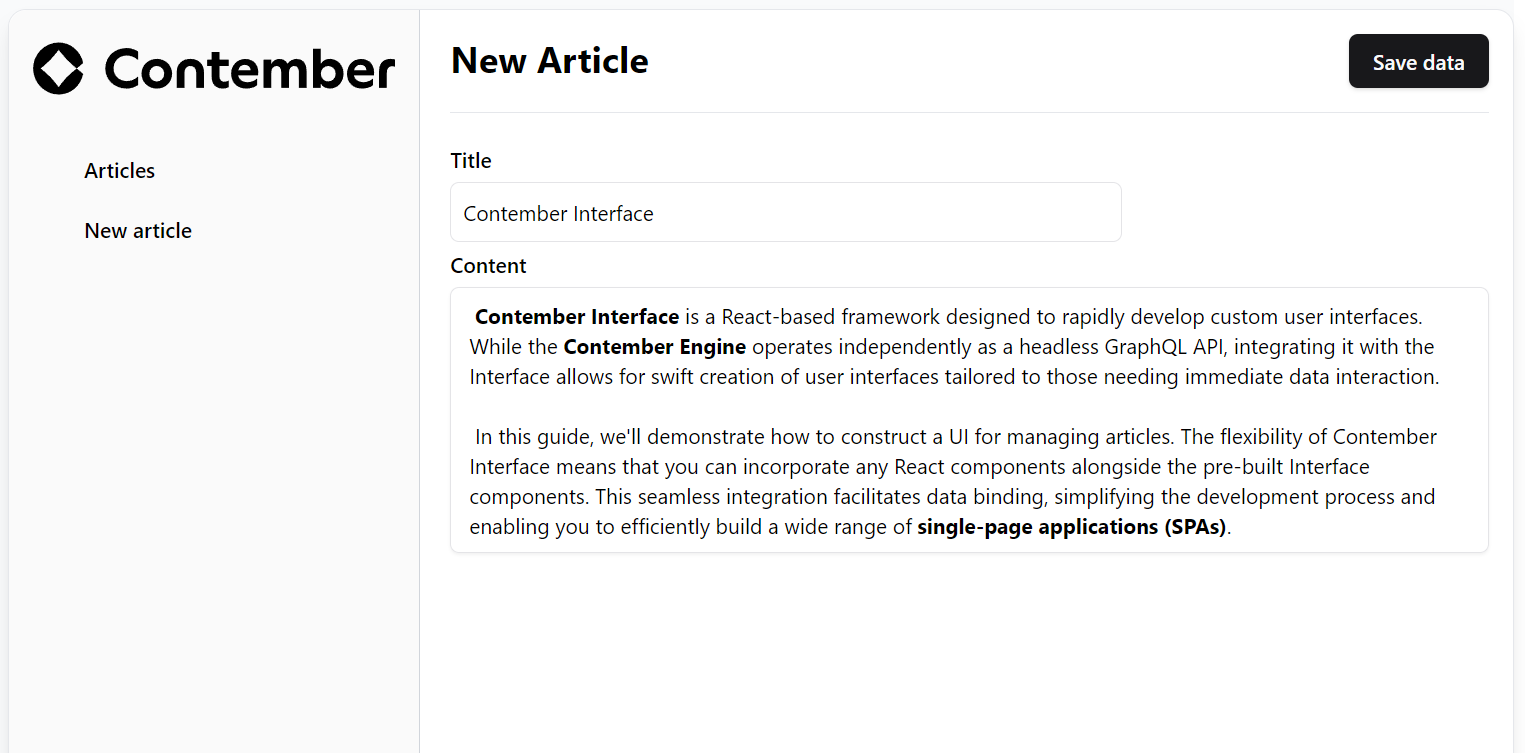 Contember
Articles
New article
New Article
Save data
Title
Contember Interface
Content
Contember Interface is a React-based framework designed to rapidly develop custom user interfaces.
While the Contember Engine operates independently as a headless GraphQL API, integrating it with the
Interface allows for swift creation of user interfaces tailored to those needing immediate data interaction.
In this guide, we'll demonstrate how to construct a UI for managing articles. The flexibility of Contember
Interface means that you can incorporate any React components alongside the pre-built Interface
components. This seamless integration facilitates data binding, simplifying the development process and
enabling you to efficiently build a wide range of single-page applications (SPAs).